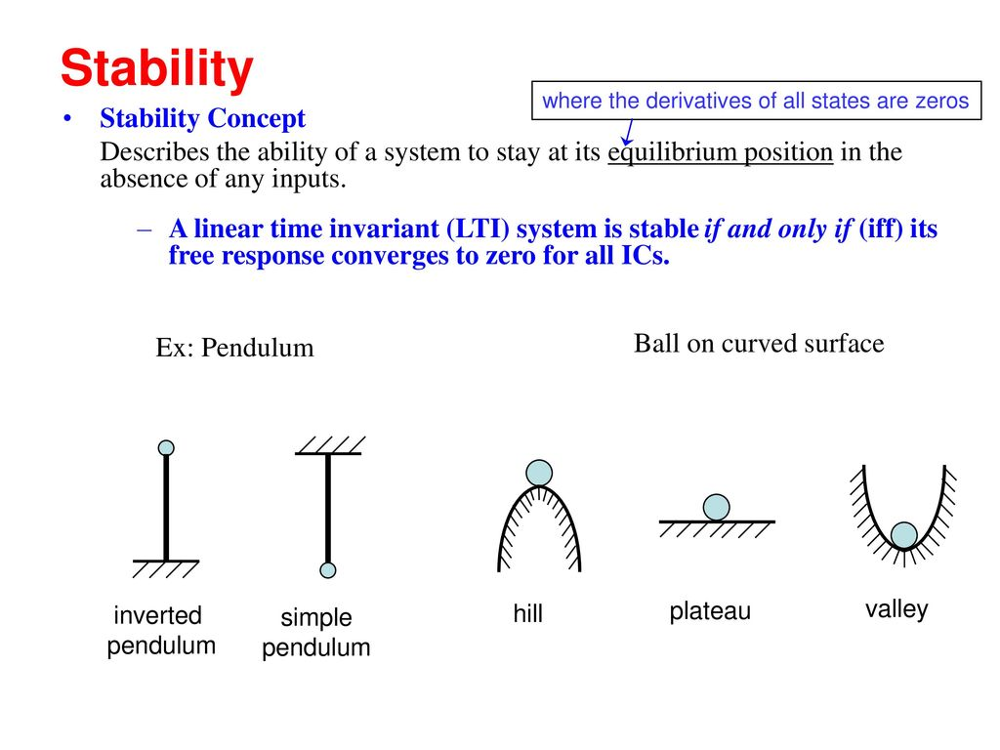 Stability
where the derivatives of all states are zeros
• Stability Concept
Describes the ability of a system to stay at its equilibrium position in the
absence of any inputs.
– A linear time invariant (LTI) system is stable if and only if (iff) its
free response converges to zero for all ICs.
Ex: Pendulum
Ball on curved surface
inverted
pendulum
simple
pendulum
hill
plateau
valley